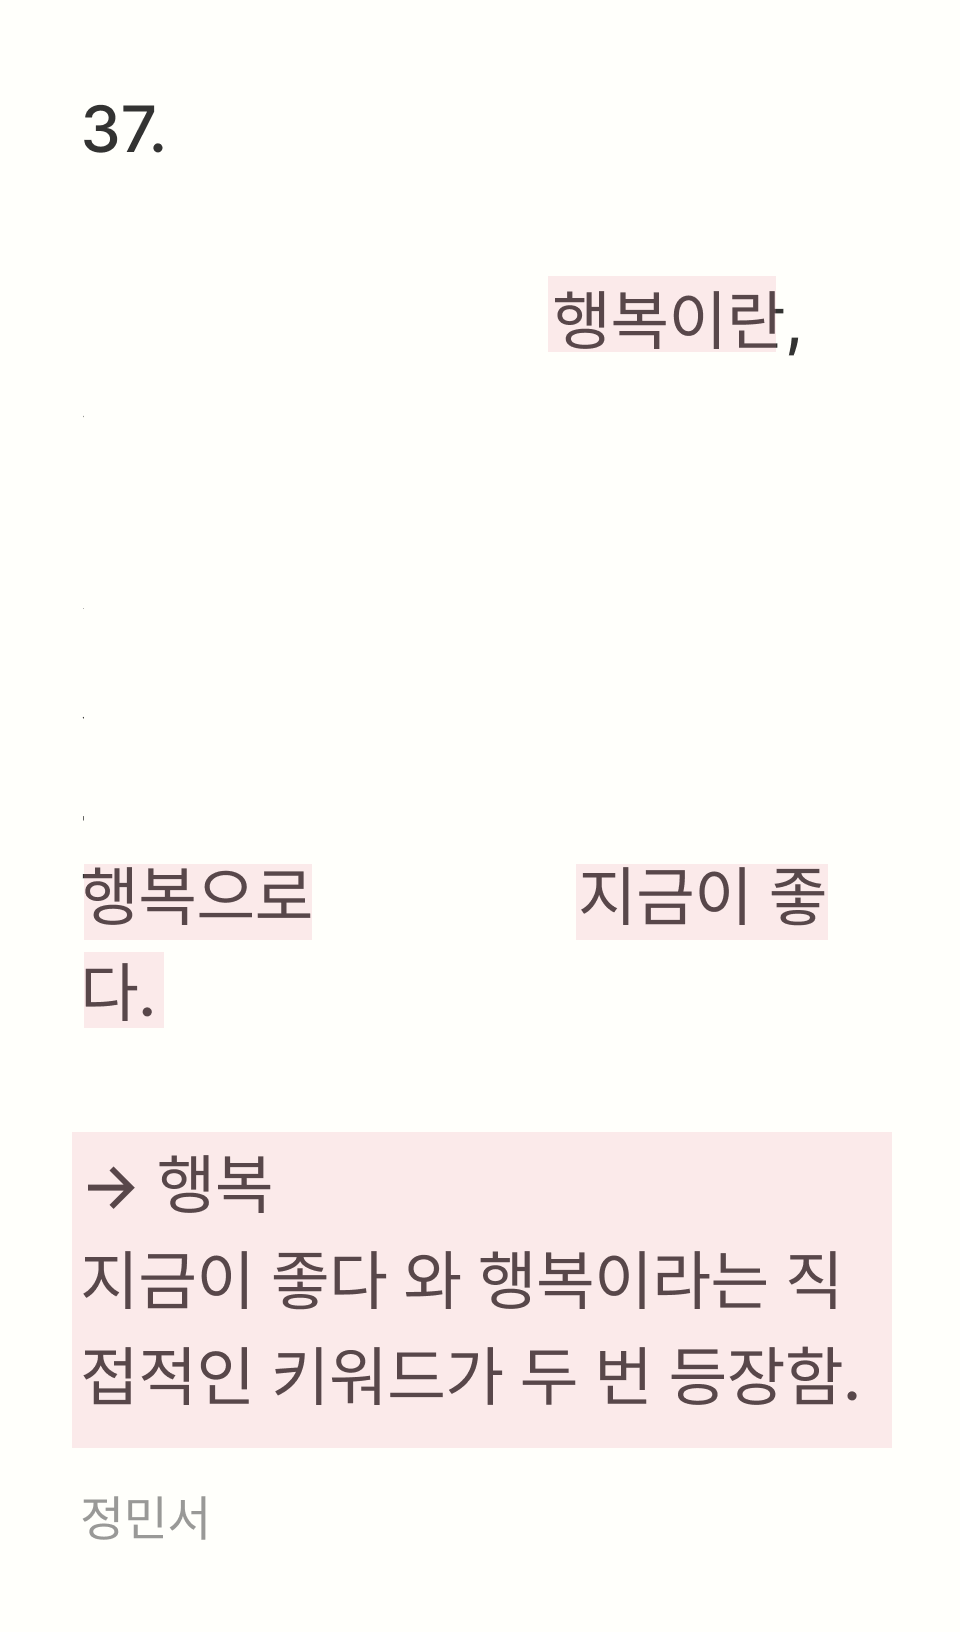 37.
행복이란,
행복으로 지금이 좋
다.
→ 행복
지금이 좋다 와 행복이라는 직
접적인 키워드가 두 번 등장함.
정민서